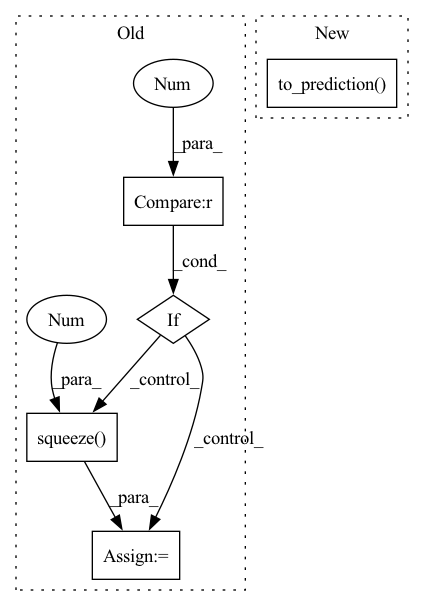 Old
New
Num
to_prediction()
_para_
Compare:r
_cond_
Num
If
_para_
_control_
squeeze()
_control_
_para_
Assign:=